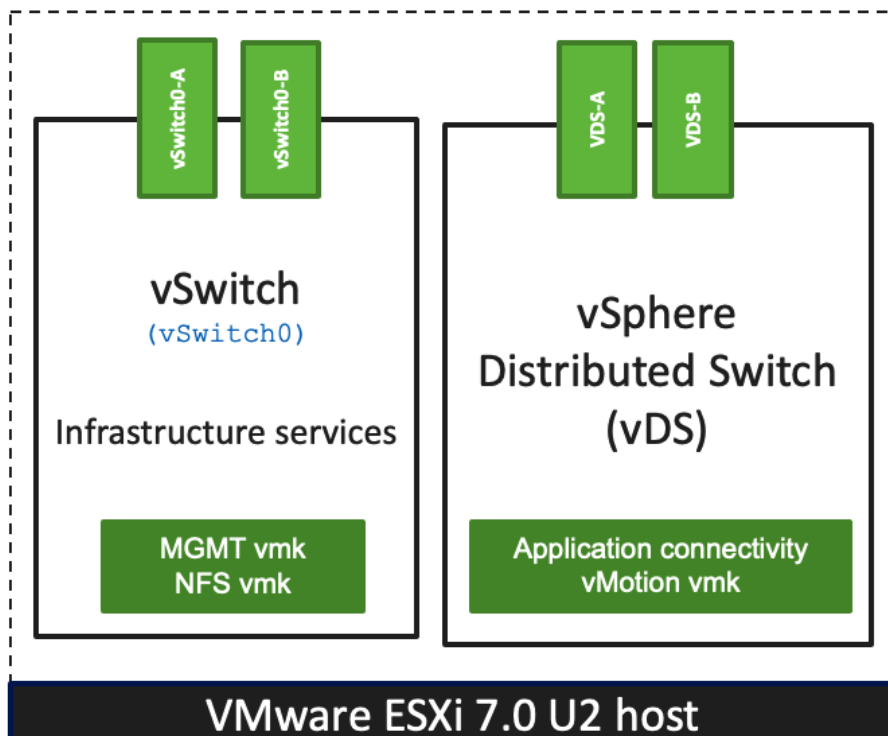 vSwitch0-A
vSwitch0-B
vSwitch
(vSwitch0)
Infrastructure services
MGMT vmk
NFS vmk
VDS-A
VDS-B
vSphere
Distributed Switch
(vDS)
Application connectivity
vMotion vmk
VMware ESXi 7.0 U2 host